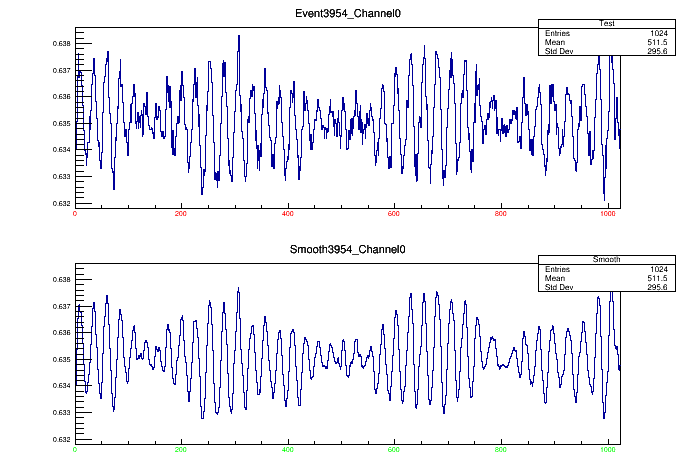 Event3954_Channel0
Test
Entries 1024
Mean 511.5
Std Dev 295.6
0.638
0.637
0.636
0.635
0.634
0.633
0.632
0 200 400 600 800 1000
Smooth3954_Channel0
Smooth
Entries 1024
Mean 511.5
Std Dev 295.6
0.638
0.637
0.636
0.635
0.634
0.633
0.632
0 200 400 600 800 1000